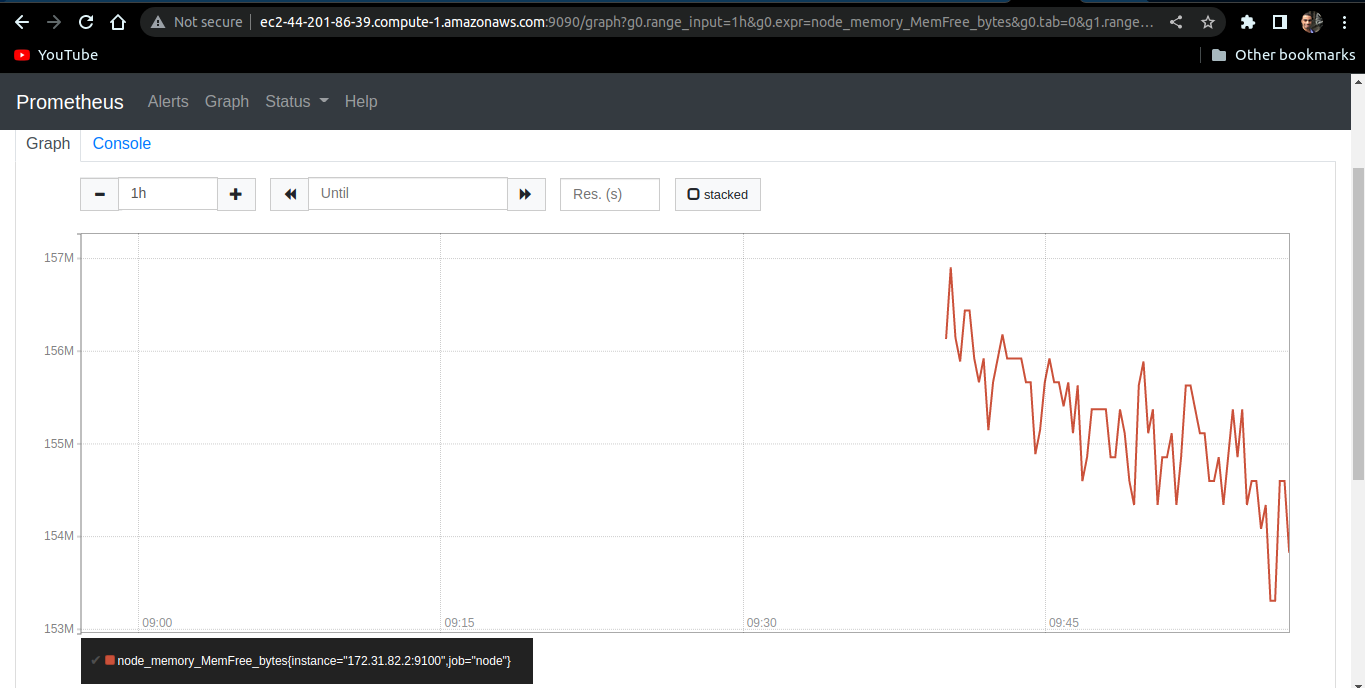 Not secure ec2-44-201-86-39.compute-1.amazonaws.com:9090/graph?g0.range_input=1h&g0.expr=node_memory_MemFree_bytes&g0.tab=0&g1.range...
YouTube Other bookmarks
Prometheus Alerts Graph Status Help
Graph Console
1h Until Res. (s) stacked
157M
156M
155M
154M
153M
09:00 09:15 09:30 09:45
node_memory_MemFree_bytes{instance="172.31.82.2:9100",job="node"}